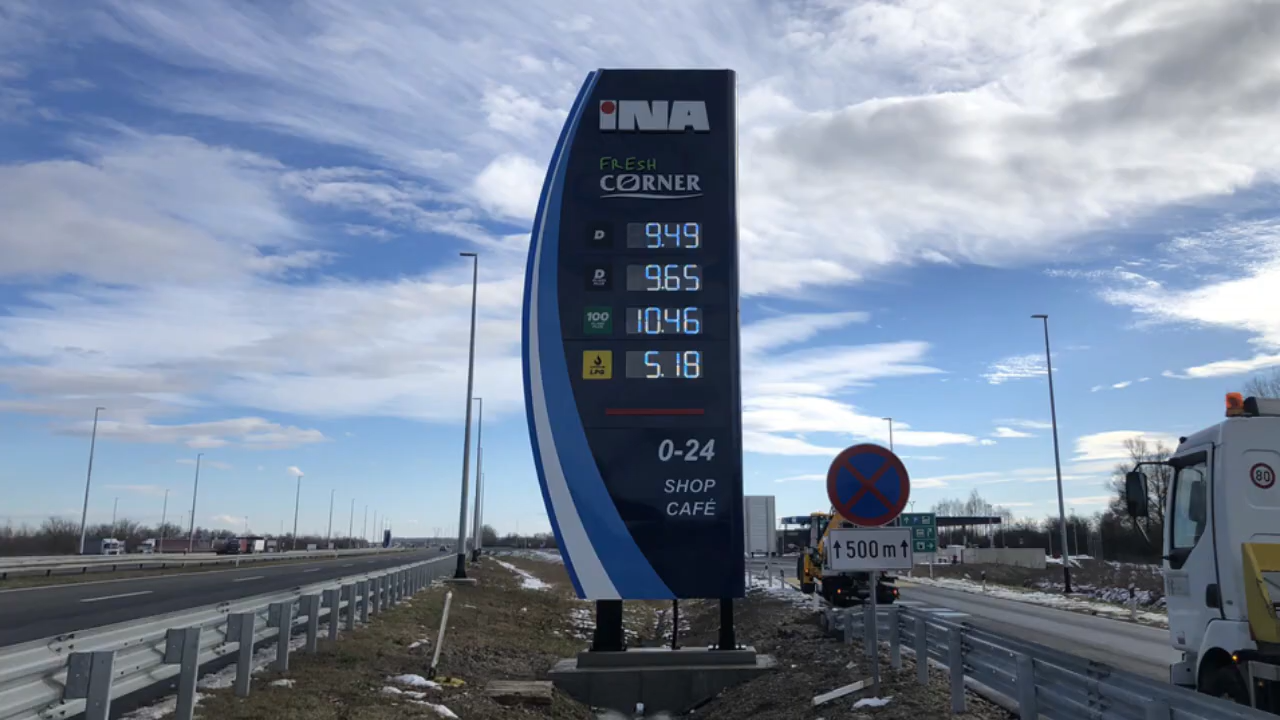 INA
FRESH
CORNER
D 9.49
D 9.65
100 10.46
LPG 5.18
0-24
SHOP
CAFÉ
500 m
80